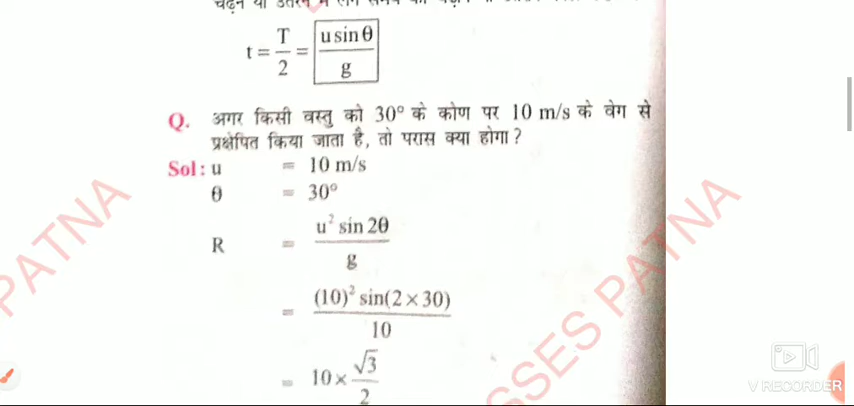 t = T/2 = u sin θ / g
Q. अगर किसी वस्तु को 30° के कोण पर 10 m/s के वेग से
प्रक्षेपित किया जाता है, तो परास क्या होगा ?
Sol : u = 10 m/s
θ = 30°
R = u² sin 2θ / g
= (10)² sin(2 × 30) / 10
= 10 × √3 / 2
PATNA
SSES PATNA
V RECORDER